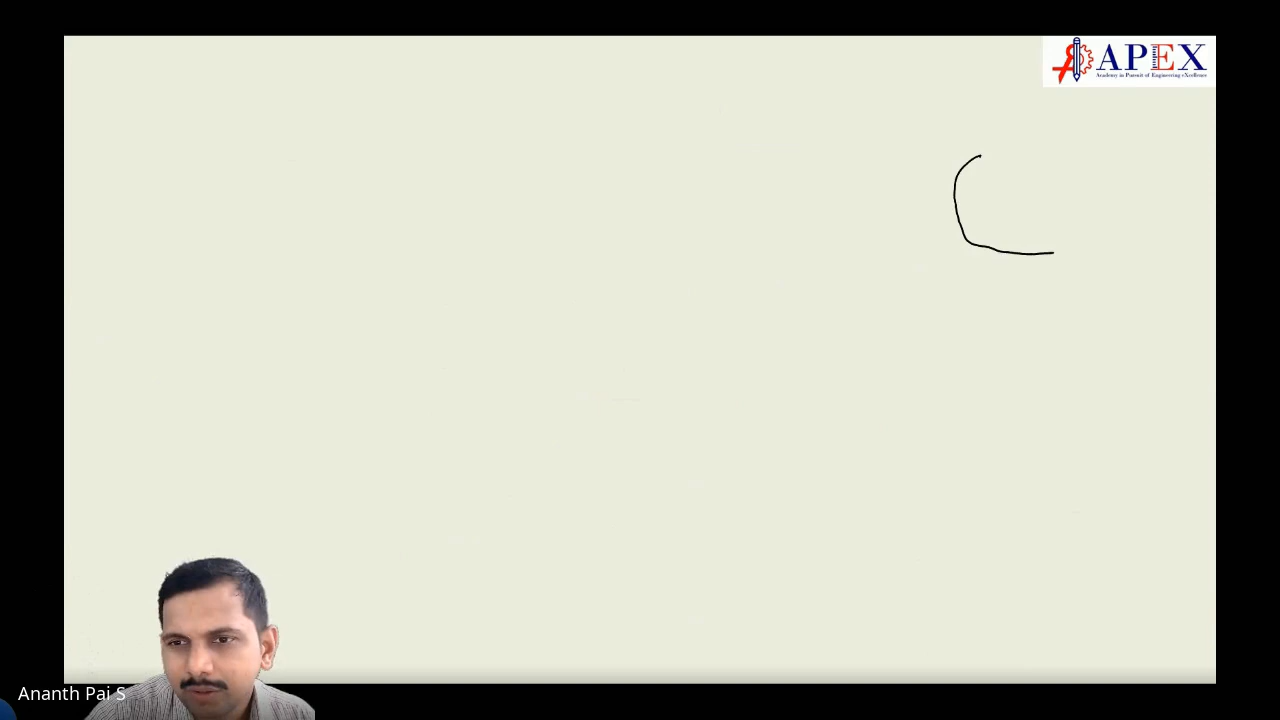 APEX
Academy in Pursuit of Engineering eXcellence
Ananth Pai S